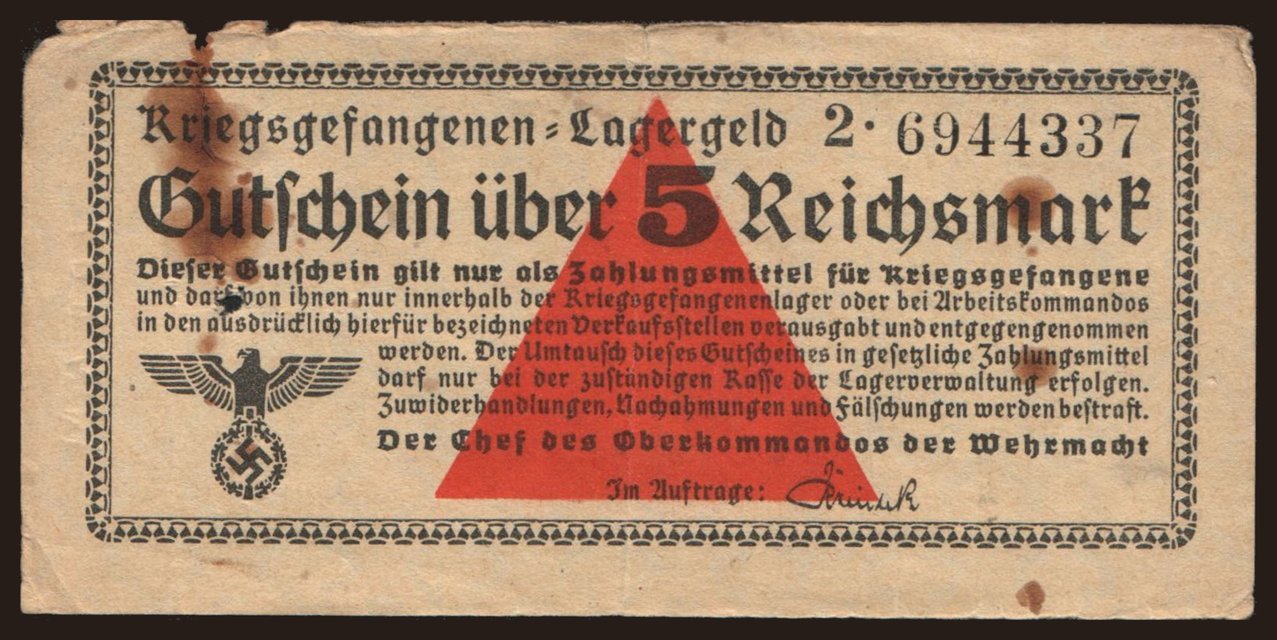 Kriegsgefangenen=Lagergeld 2· 6944337
Gutschein über 5 Reichsmark
Dieser Gutschein gilt nur als Zahlungsmittel für Kriegsgefangene
und darf von ihnen nur innerhalb der Kriegsgefangenenlager oder bei Arbeitskommandos
in den ausdrücklich hierfür bezeichneten Verkaufsstellen verausgabt und entgegengenommen
werden. Der Umtausch dieses Gutscheines in gesetzliche Zahlungsmittel
darf nur bei der zuständigen Kasse der Lagerverwaltung erfolgen.
Zuwiderhandlungen, Nachahmungen und Fälschungen werden bestraft.
Der Chef des Oberkommandos der Wehrmacht
Im Auftrage: